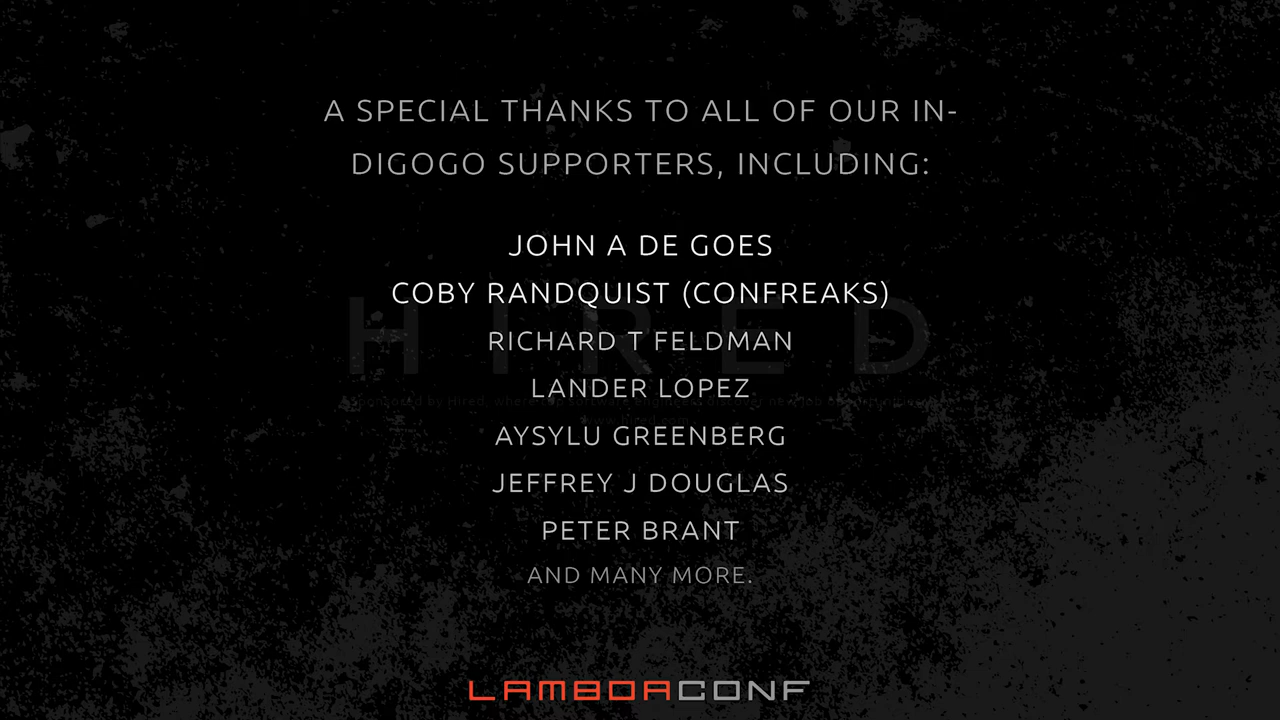 A SPECIAL THANKS TO ALL OF OUR IN-
DIGOGO SUPPORTERS, INCLUDING:
JOHN A DE GOES
COBY RANDQUIST (CONFREAKS)
HIRED
RICHARD T FELDMAN
LANDER LOPEZ
AYSYLU GREENBERG
JEFFREY J DOUGLAS
PETER BRANT
AND MANY MORE.
LAMBDACONF